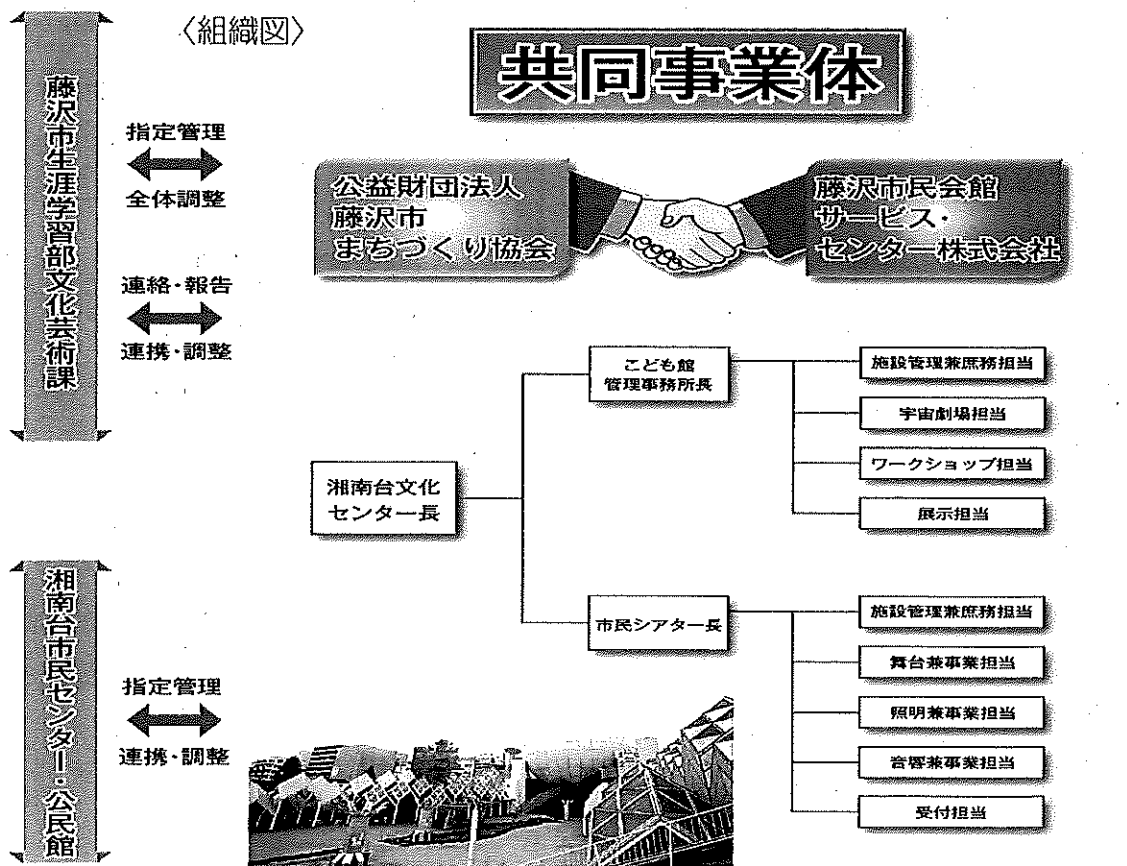 〈組織図〉
共同事業体
藤沢市生涯学習部文化芸術課
指定管理
全体調整
連絡・報告
連携・調整
公益財団法人
藤沢市
まちづくり協会
藤沢市民会館
サービス・
センター株式会社
湘南台文化
センター長
こども館
管理事務所長
施設管理兼庶務担当
宇宙劇場担当
ワークショップ担当
展示担当
市民シアター長
施設管理兼庶務担当
舞台兼事業担当
照明兼事業担当
音響兼事業担当
受付担当
湘南台市民センター・公民館
指定管理
連携・調整